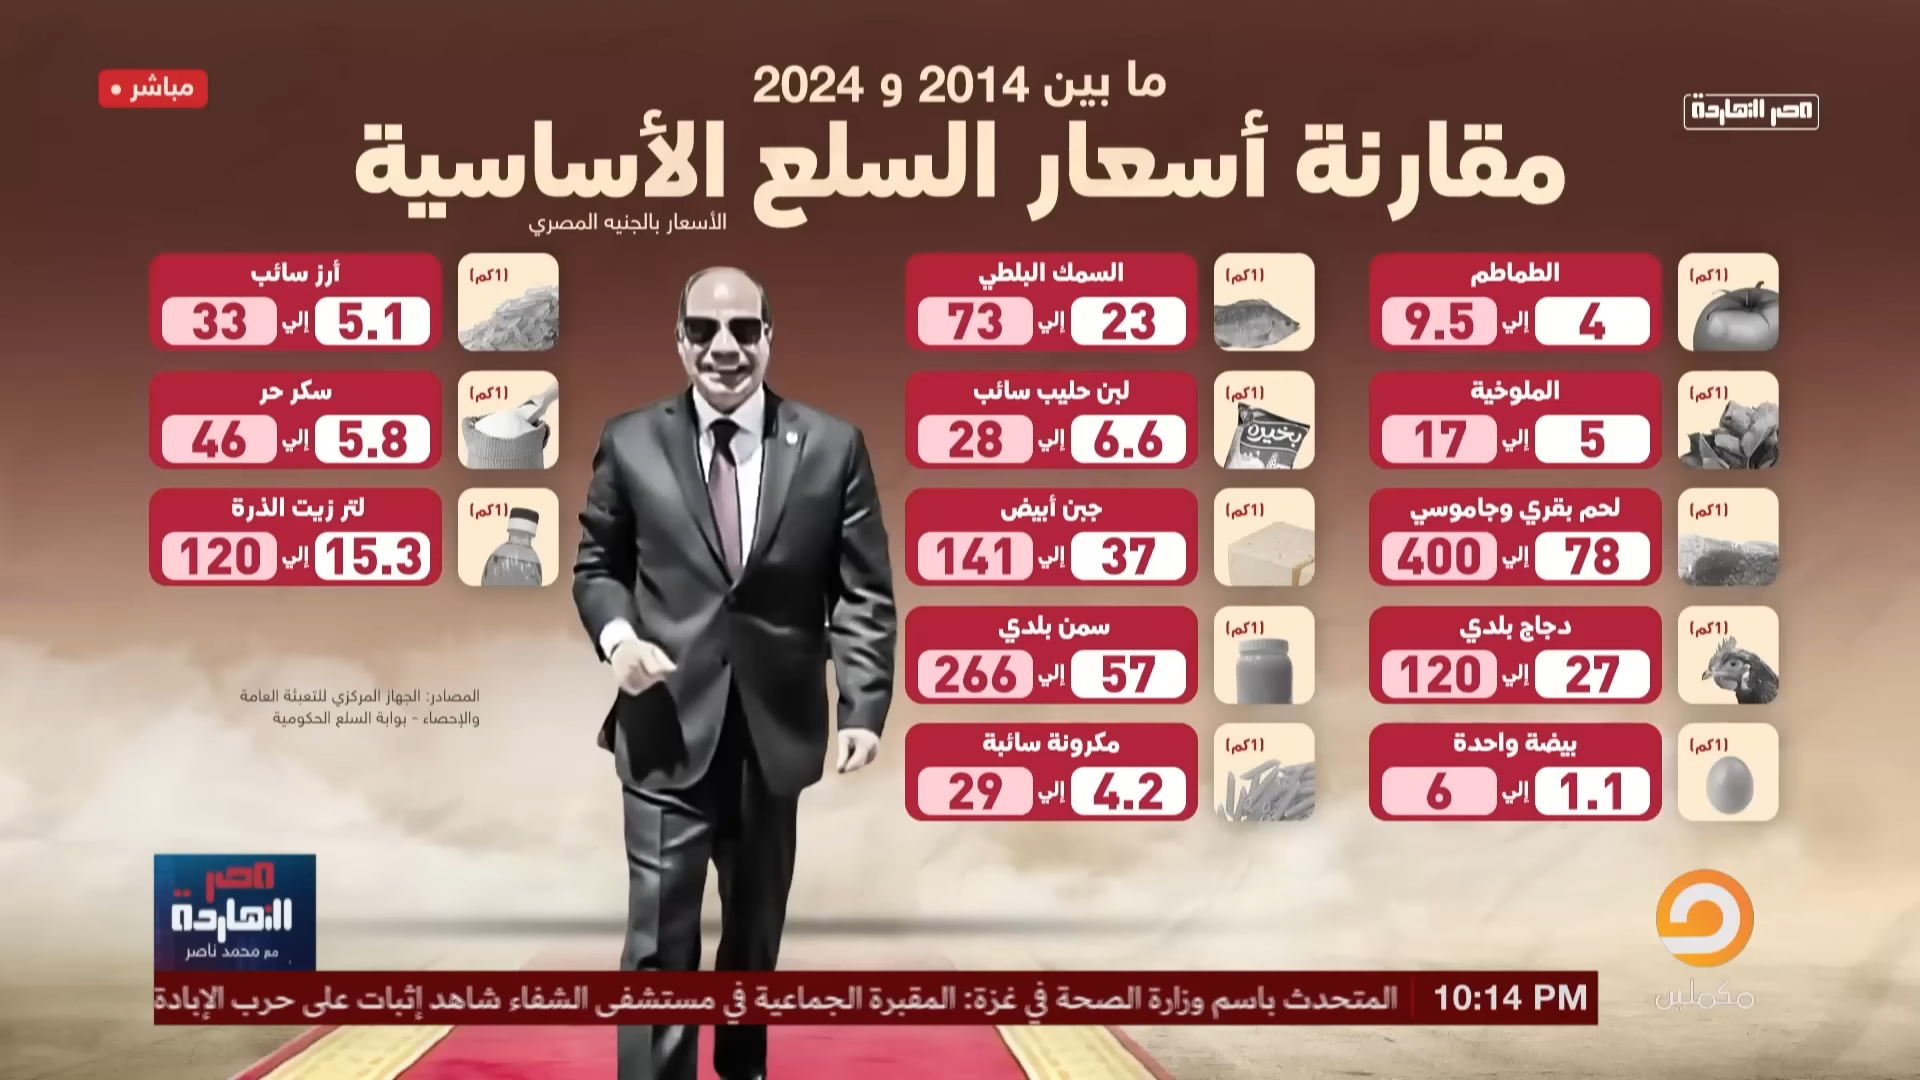 ما بين 2014 و 2024
مباشر
مصر النهاردة
مقارنة أسعار السلع الأساسية
الأسعار بالجنيه المصري
(1كم)
الطماطم
4 إلي 9.5
(1كم)
الملوخية
5 إلي 17
(1كم)
لحم بقري وجاموسي
78 إلي 400
(1كم)
دجاج بلدي
27 إلي 120
(1كم)
بيضة واحدة
1.1 إلي 6
(1كم)
السمك البلطي
23 إلي 73
(1كم)
بخيره
لبن حليب سائب
6.6 إلي 28
(1كم)
جبن أبيض
37 إلي 141
(1كم)
سمن بلدي
57 إلي 266
(1كم)
مكرونة سائبة
4.2 إلي 29
(1كم)
أرز سائب
5.1 إلي 33
(1كم)
سكر حر
5.8 إلي 46
(1كم)
لتر زيت الذرة
15.3 إلي 120
المصادر: الجهاز المركزي للتعبئة العامة
والإحصاء - بوابة السلع الحكومية
مصر
النهاردة
مع محمد ناصر
مكملين
10:14 PM
المتحدث باسم وزارة الصحة في غزة: المقبرة الجماعية في مستشفى الشفاء شاهد إثبات على حرب الإبادة